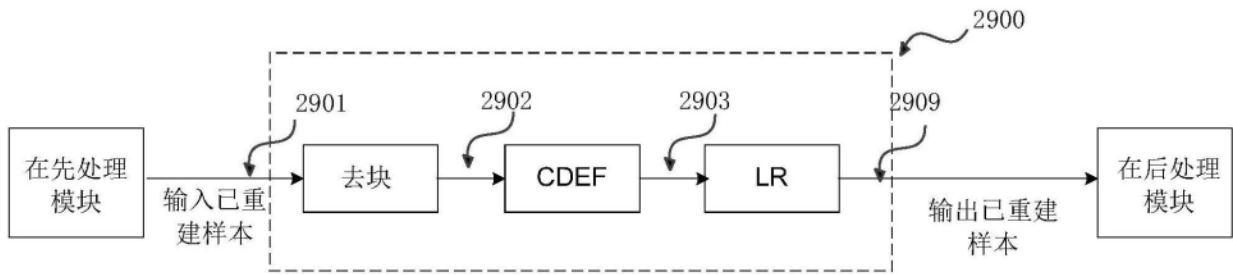 2900
2901
2902
2903
2909
在先处理
模块
去块
CDEF
LR
在后处理
模块
输入已重
建样本
输出已重建
样本